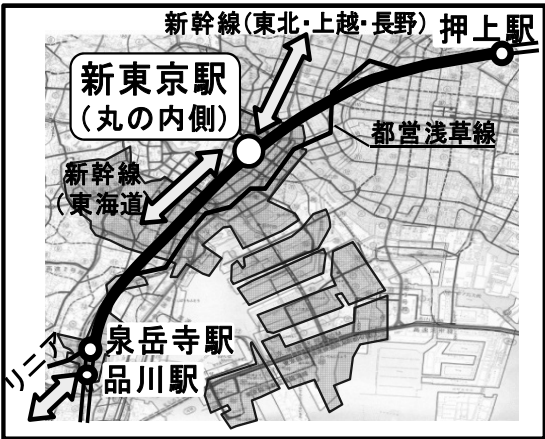 新幹線(東北・上越・長野)
押上駅
新東京駅
(丸の内側)
都営浅草線
新幹線
(東海道)
泉岳寺駅
リニア
品川駅